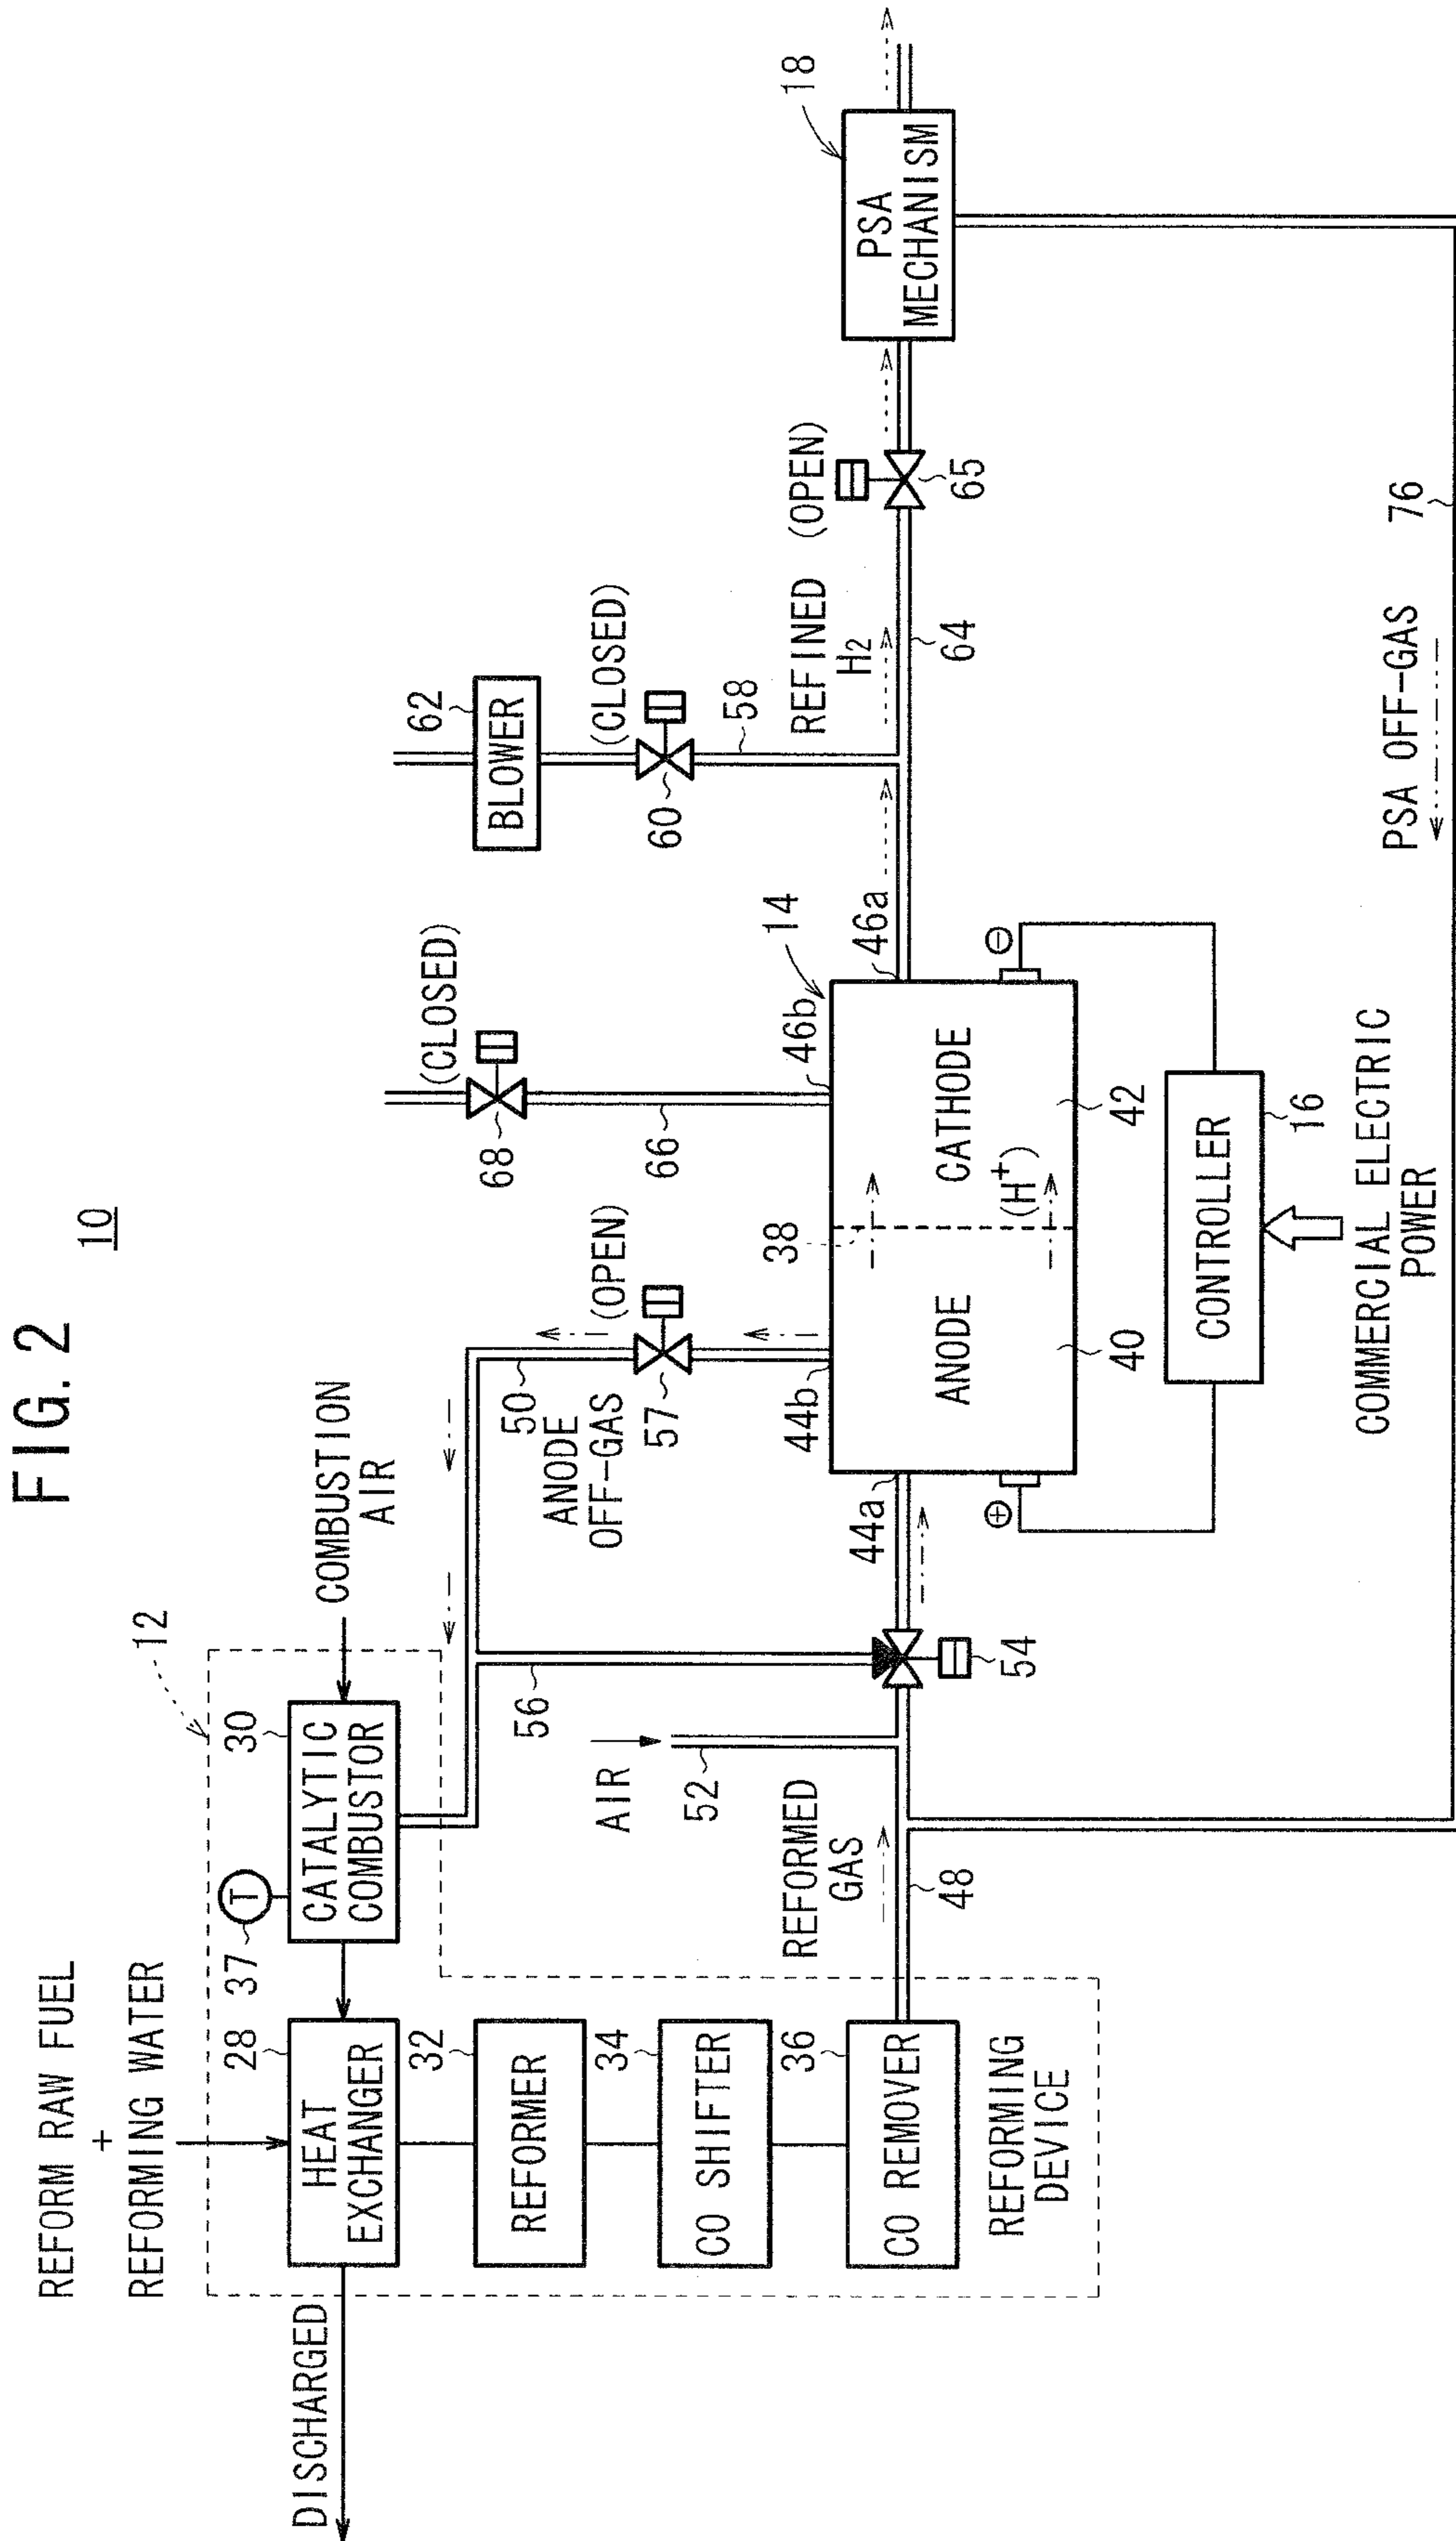 FIG. 2
10
REFORM RAW FUEL
+
REFORMING WATER
DISCHARGED
12
COMBUSTION
AIR
37
T
28
HEAT
EXCHANGER
30
CATALYTIC
COMBUSTOR
32
REFORMER
34
CO SHIFTER
36
CO REMOVER
REFORMING
DEVICE
50
ANODE
OFF-GAS
57
(OPEN)
56
AIR
52
REFORMED
GAS
48
54
44a
44b
68
(CLOSED)
66
46b
14
46a
38
ANODE
CATHODE
(H+)
40
42
⊕
⊖
CONTROLLER
16
COMMERCIAL ELECTRIC
POWER
62
BLOWER
(CLOSED)
60
58
REFINED
H2
64
(OPEN)
65
18
PSA
MECHANISM
PSA OFF-GAS
76